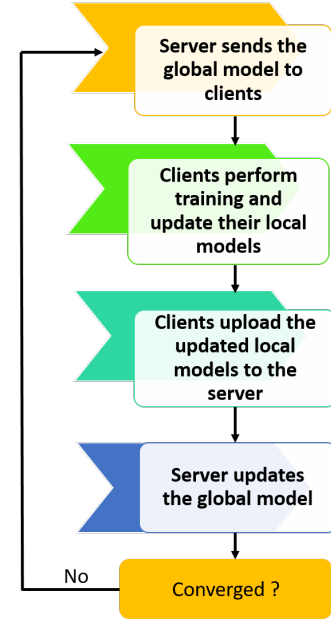 Server sends the
global model to
clients
Clients perform
training and
update their local
models
Clients upload the
updated local
models to the
server
Server updates
the global model
No
Converged ?